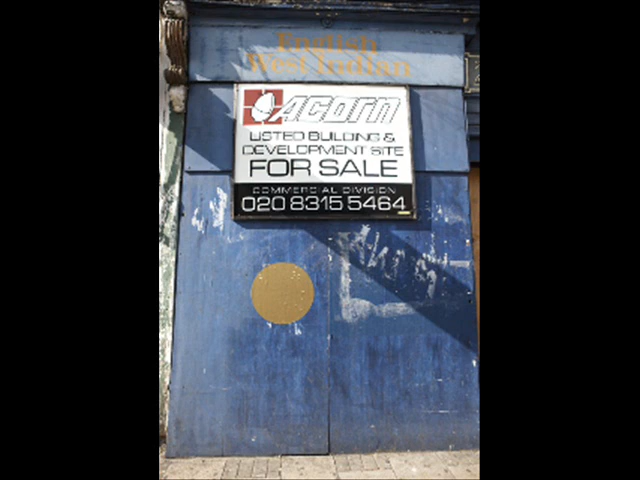 English
West Indian
Acorn
LISTED BUILDING &
DEVELOPMENT SITE
FOR SALE
COMMERCIAL DIVISION
020 8315 5464